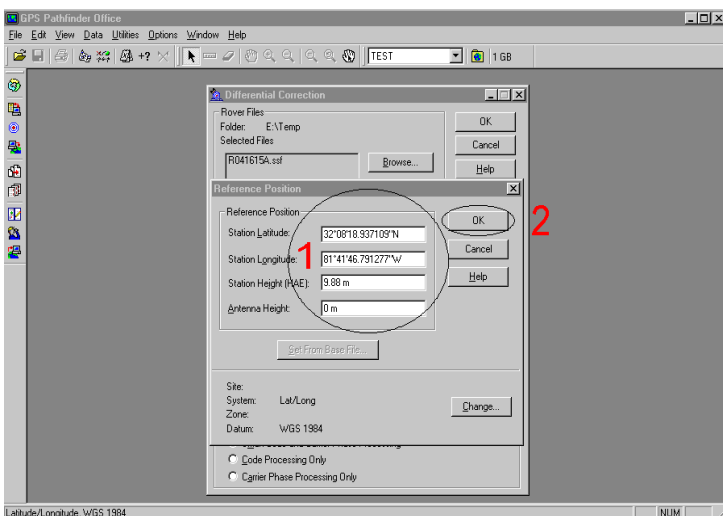 GPS Pathfinder Office
File Edit View Data Utilities Options Window Help
+? TEST 1 GB
Differential Correction
Rover Files
Folder: E:\Temp
Selected Files
R041615A.ssf
Browse...
OK
Cancel
Help
Reference Position
Reference Position
Station Latitude: 32°08'18.937109"N
Station Longitude: 81°41'46.791277"W
Station Height (HAE): 9.88 m
Antenna Height: 0 m
1
OK
2
Cancel
Help
Set From Base File...
Site:
System: Lat/Long
Zone:
Datum: WGS 1984
Change...
Code Processing Only
Carrier Phase Processing Only
Latitude/Longitude, WGS 1984
NUM